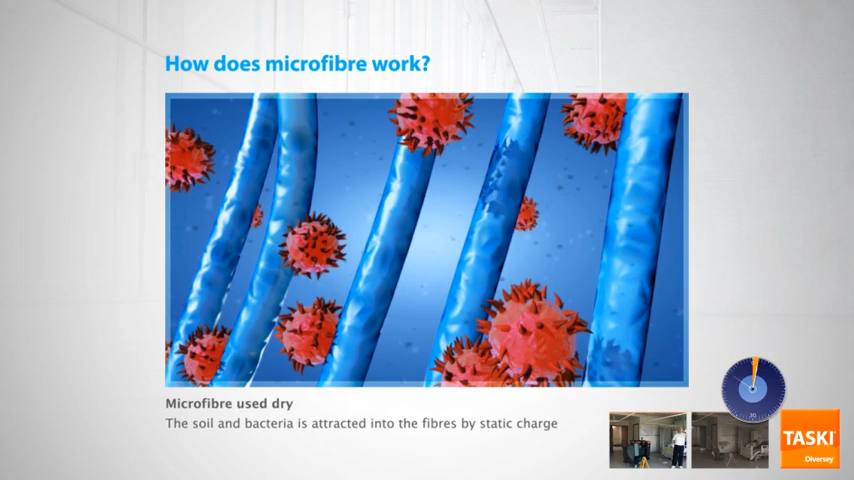 How does microfibre work?
Microfibre used dry
The soil and bacteria is attracted into the fibres by static charge
30
TASKI
Diversey